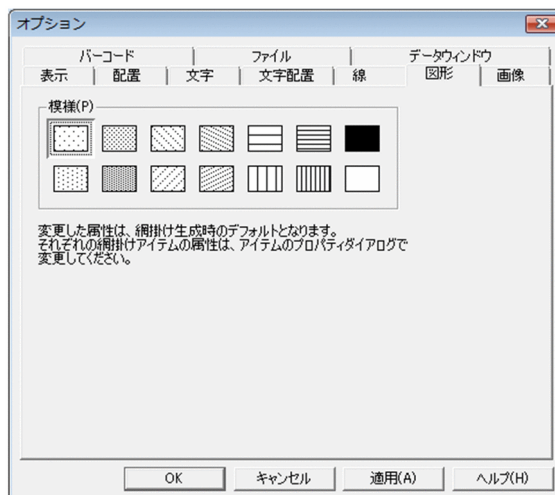 オプション
バーコード ファイル データウィンドウ
表示 配置 文字 文字配置 線 図形 画像
模様(P)
変更した属性は、網掛け生成時のデフォルトとなります。
それぞれの網掛けアイテムの属性は、アイテムのプロパティダイアログで
変更してください。
OK キャンセル 適用(A) ヘルプ(H)